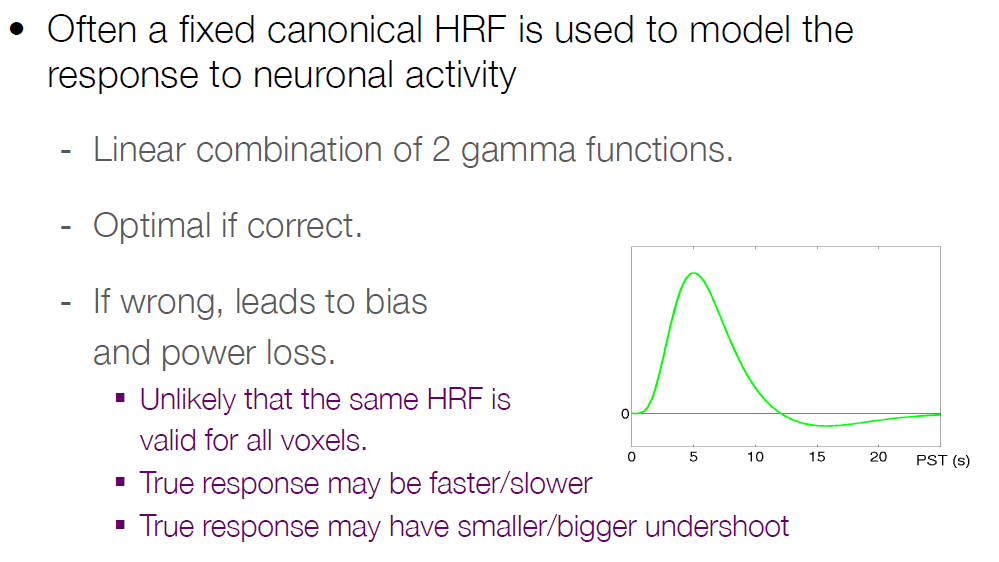 • Often a fixed canonical HRF is used to model the
response to neuronal activity
- Linear combination of 2 gamma functions.
- Optimal if correct.
- If wrong, leads to bias
and power loss.
▪ Unlikely that the same HRF is
valid for all voxels.
▪ True response may be faster/slower
▪ True response may have smaller/bigger undershoot
0
0 5 10 15 20 PST (s)